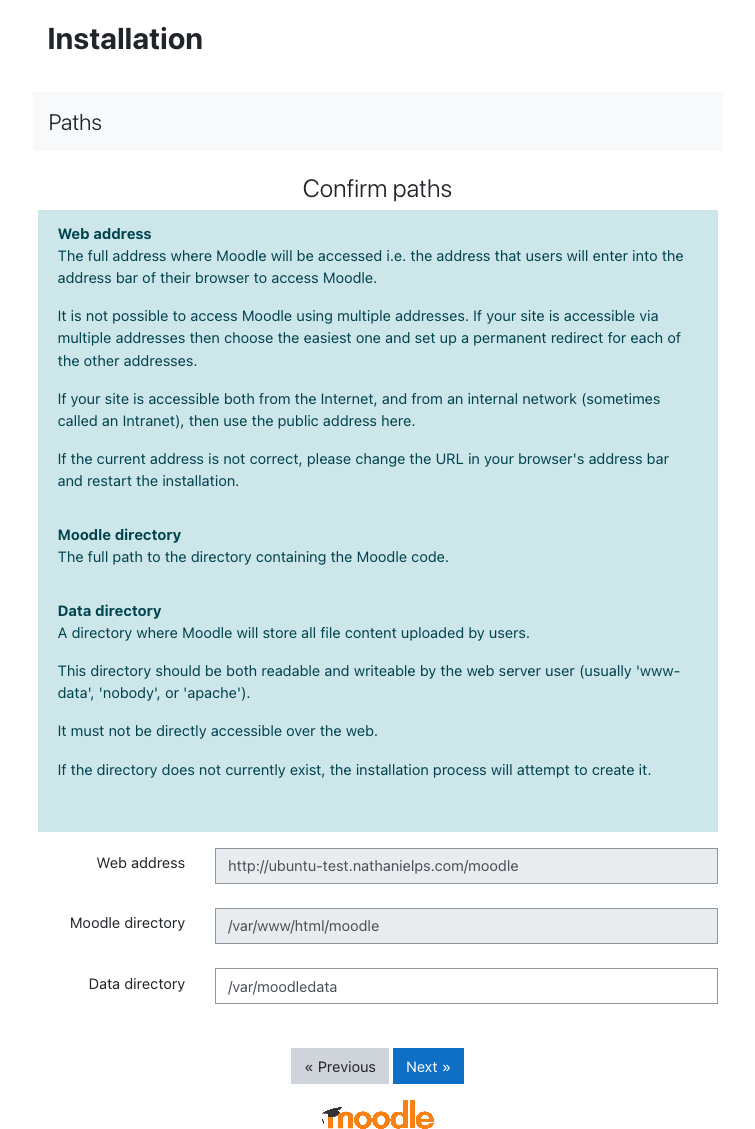 Installation
Paths
Confirm paths
Web address
The full address where Moodle will be accessed i.e. the address that users will enter into the
address bar of their browser to access Moodle.
It is not possible to access Moodle using multiple addresses. If your site is accessible via
multiple addresses then choose the easiest one and set up a permanent redirect for each of
the other addresses.
If your site is accessible both from the Internet, and from an internal network (sometimes
called an Intranet), then use the public address here.
If the current address is not correct, please change the URL in your browser's address bar
and restart the installation.
Moodle directory
The full path to the directory containing the Moodle code.
Data directory
A directory where Moodle will store all file content uploaded by users.
This directory should be both readable and writeable by the web server user (usually 'www-
data', 'nobody', or 'apache').
It must not be directly accessible over the web.
If the directory does not currently exist, the installation process will attempt to create it.
Web address http://ubuntu-test.nathanielps.com/moodle
Moodle directory /var/www/html/moodle
Data directory /var/moodledata
« Previous Next »
moodle